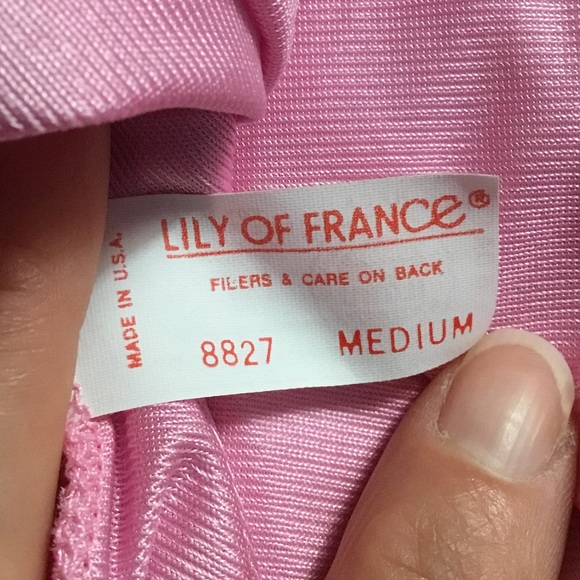 LILY OF FRANCE®
FILERS & CARE ON BACK
8827 MEDIUM
MADE IN U.S.A.